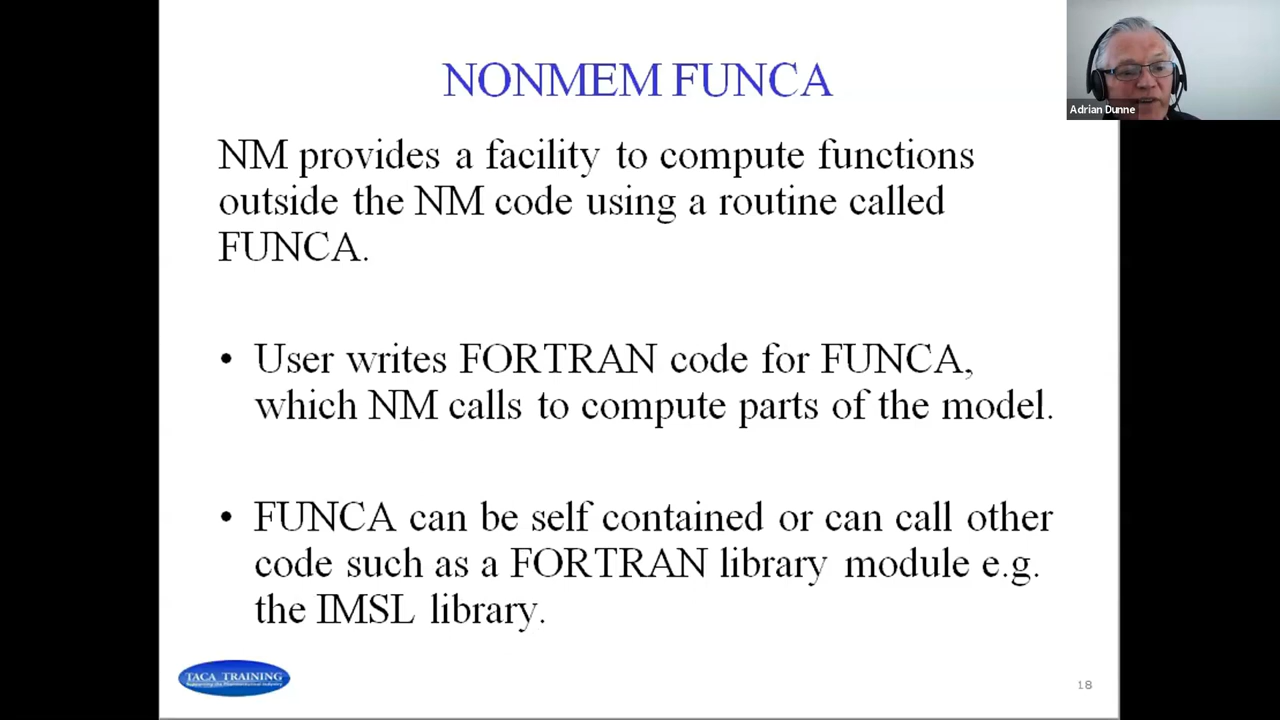 NONMEM FUNCA
Adrian Dunne
NM provides a facility to compute functions
outside the NM code using a routine called
FUNCA.
• User writes FORTRAN code for FUNCA,
which NM calls to compute parts of the model.
• FUNCA can be self contained or can call other
code such as a FORTRAN library module e.g.
the IMSL library.
TACA TRAINING
18